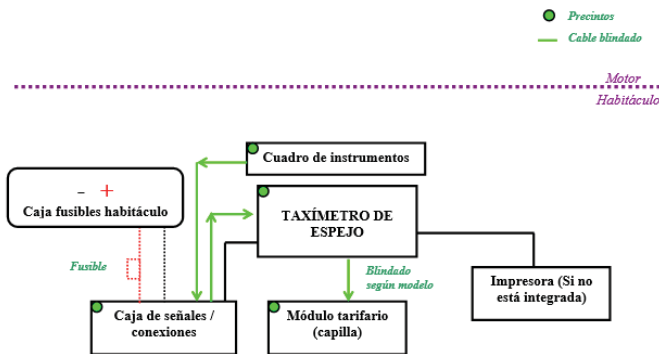 Precintos
Cable blindado
Motor
Habitáculo
Cuadro de instrumentos
- +
Caja fusibles habitáculo
TAXÍMETRO DE
ESPEJO
Fusible
Blindado
según modelo
Impresora (Si no
está integrada)
Caja de señales /
conexiones
Módulo tarifario
(capilla)